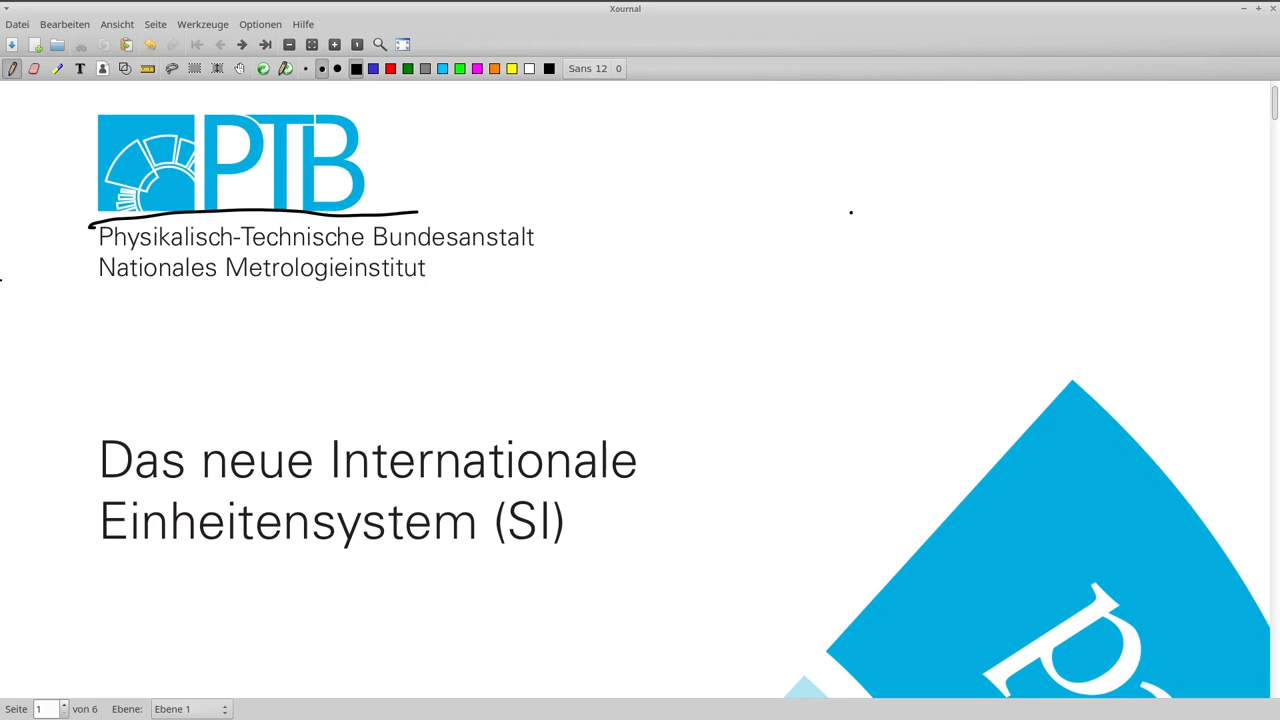 Xournal
Datei Bearbeiten Ansicht Seite Werkzeuge Optionen Hilfe
Sans 12 0
PTB
Physikalisch-Technische Bundesanstalt
Nationales Metrologieinstitut
Das neue Internationale
Einheitensystem (SI)
Seite 1 von 6 Ebene: Ebene 1